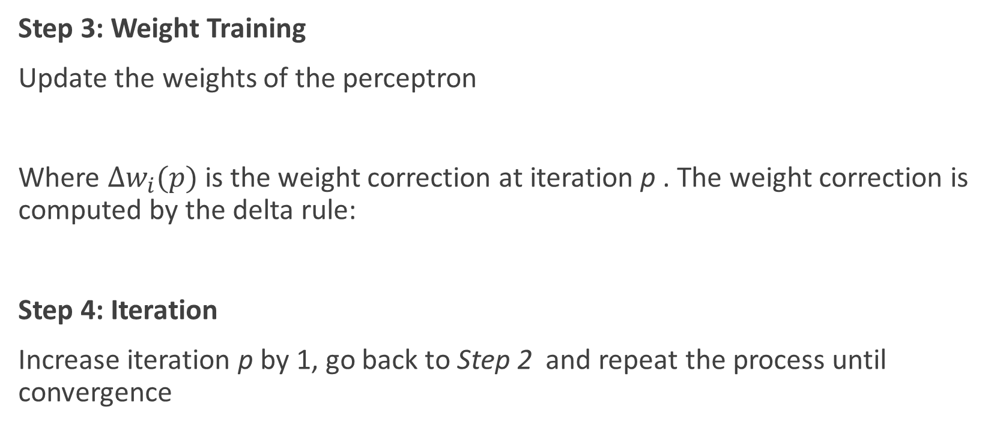 Step 3: Weight Training
Update the weights of the perceptron
Where Δwᵢ(p) is the weight correction at iteration p . The weight correction is
computed by the delta rule:
Step 4: Iteration
Increase iteration p by 1, go back to Step 2 and repeat the process until
convergence